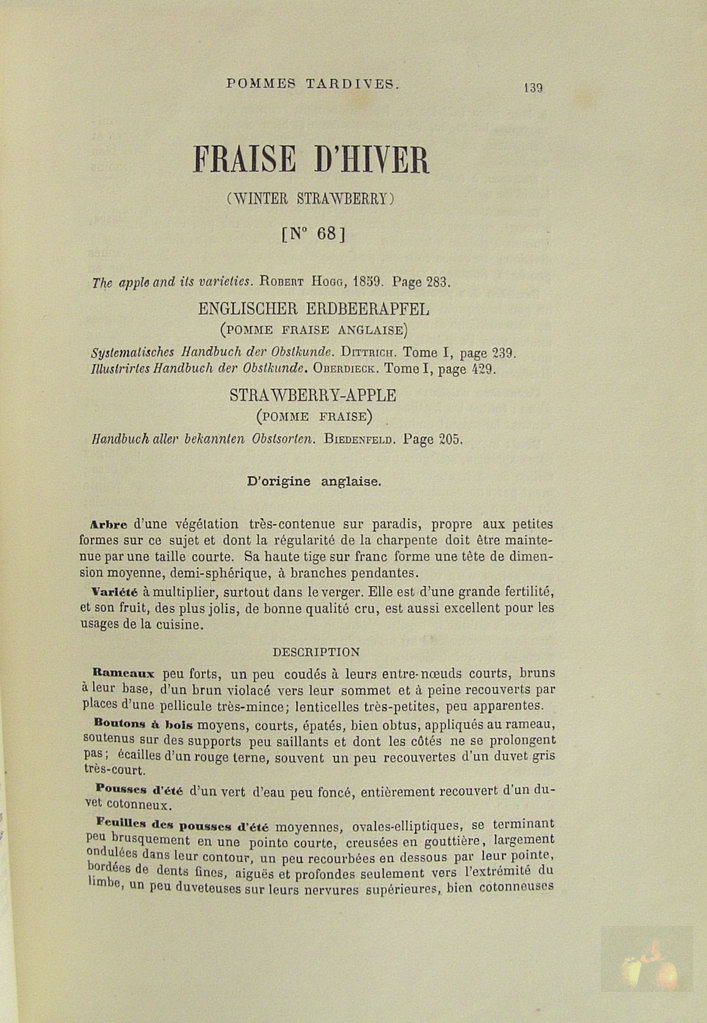 POMMES TARDIVES. 139
FRAISE D'HIVER
(WINTER STRAWBERRY)
[N° 68]
The apple and its varieties. ROBERT HOGG, 1859. Page 283.
ENGLISCHER ERDBEERAPFEL
(POMME FRAISE ANGLAISE)
Systematisches Handbuch der Obstkunde. DITTRICH. Tome I, page 239.
Illustrirtes Handbuch der Obstkunde. OBERDIECK. Tome I, page 429.
STRAWBERRY-APPLE
(POMME FRAISE)
Handbuch aller bekannten Obstsorten. BIEDENFELD. Page 205.
D'origine anglaise.
Arbre d'une végétation très-contenue sur paradis, propre aux petites
formes sur ce sujet et dont la régularité de la charpente doit être mainte-
nue par une taille courte. Sa haute tige sur franc forme une tête de dimen-
sion moyenne, demi-sphérique, à branches pendantes.
Variété à multiplier, surtout dans le verger. Elle est d'une grande fertilité,
et son fruit, des plus jolis, de bonne qualité cru, est aussi excellent pour les
usages de la cuisine.
DESCRIPTION
Rameaux peu forts, un peu coudés à leurs entre-nœuds courts, bruns
à leur base, d'un brun violacé vers leur sommet et à peine recouverts par
places d'une pellicule très-mince; lenticelles très-petites, peu apparentes.
Boutons à bois moyens, courts, épatés, bien obtus, appliqués au rameau,
soutenus sur des supports peu saillants et dont les côtés ne se prolongent
pas; écailles d'un rouge terne, souvent un peu recouvertes d'un duvet gris
très-court.
Pousses d'été d'un vert d'eau peu foncé, entièrement recouvert d'un du-
vet cotonneux.
Feuilles des pousses d'été moyennes, ovales-elliptiques, se terminant
peu brusquement en une pointe courte, creusées en gouttière, largement
ondulées dans leur contour, un peu recourbées en dessous par leur pointe,
bordées de dents fines, aiguës et profondes seulement vers l'extrémité du
limbe, un peu duveteuses sur leurs nervures supérieures, bien cotonneuses